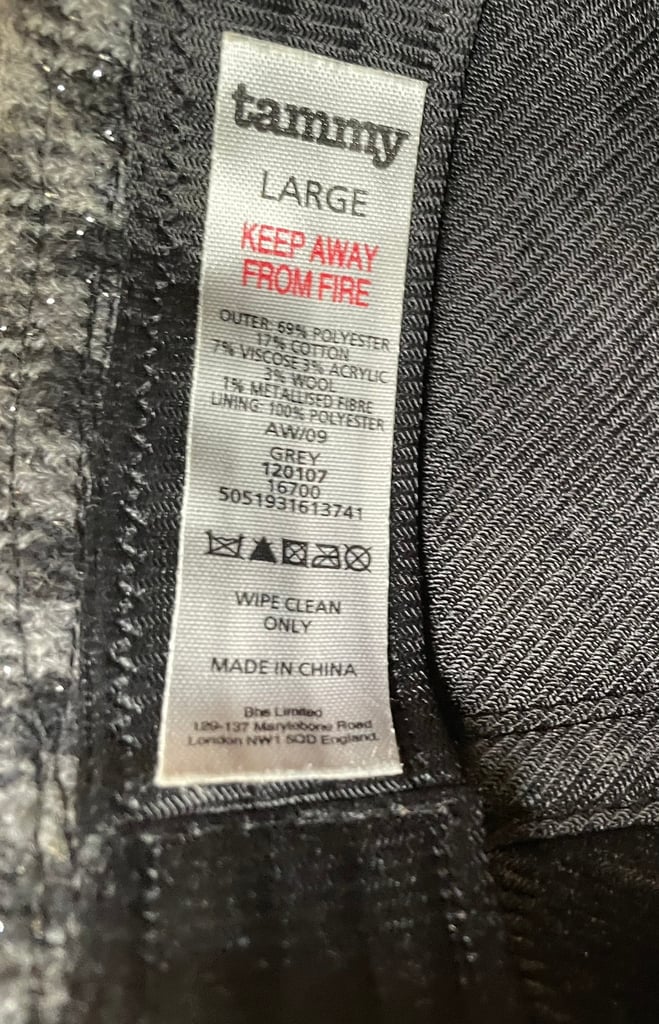 tammy
LARGE
KEEP AWAY
FROM FIRE
OUTER: 69% POLYESTER
17% COTTON
7% VISCOSE 3% ACRYLIC
3% WOOL
1% METALLISED FIBRE
LINING: 100% POLYESTER
AW/09
GREY
120107
16700
5051931613741
WIPE CLEAN
ONLY
MADE IN CHINA
Bhs Limited
129-137 Marylebone Road
London NW1 5QD England.